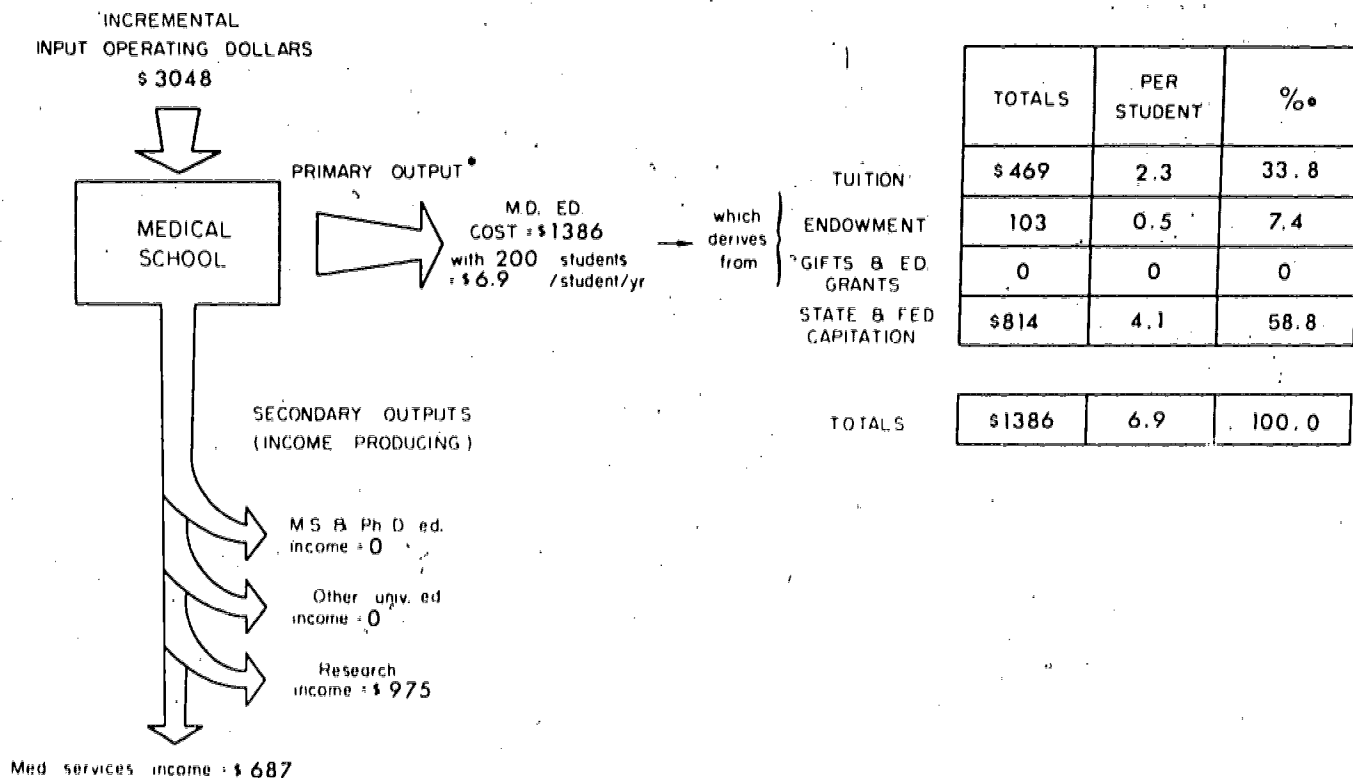 INCREMENTAL
INPUT OPERATING DOLLARS
$ 3048
MEDICAL
SCHOOL
PRIMARY OUTPUT*
M.D. ED.
COST = $1386
with 200 students
= $6.9 /student/yr
which
derives
from
TOTALS PER STUDENT %*
TUITION $469 2.3 33.8
ENDOWMENT 103 0.5 7.4
GIFTS & ED. GRANTS 0 0 0
STATE & FED CAPITATION $814 4.1 58.8
TOTALS $1386 6.9 100.0
SECONDARY OUTPUTS
(INCOME PRODUCING)
MS & Ph D ed.
income = 0
Other univ. ed
income = 0
Research
income = $ 975
Med services income = $ 687